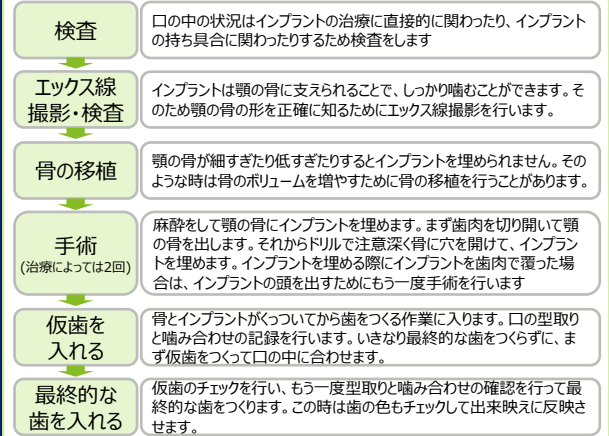 検査
口の中の状況はインプラントの治療に直接的に関わったり、インプラント
の持ち具合に関わったりするため検査をします
エックス線
撮影・検査
インプラントは顎の骨に支えられることで、しっかり噛むことができます。そ
のため顎の骨の形を正確に知るためにエックス線撮影を行います。
骨の移植
顎の骨が細すぎたり低すぎたりするとインプラントを埋められません。その
ような時は骨のボリュームを増やすために骨の移植を行うことがあります。
手術
(治療によっては2回)
麻酔をして顎の骨にインプラントを埋めます。まず歯肉を切り開いて顎
の骨を出します。それからドリルで注意深く骨に穴を開けて、インプラン
トを埋めます。インプラントを埋める際にインプラントを歯肉で覆った場
合は、インプラントの頭を出すためにもう一度手術を行います
仮歯を
入れる
骨とインプラントがくっついてから歯をつくる作業に入ります。口の型取り
と噛み合わせの記録を行います。いきなり最終的な歯をつくらずに、ま
ず仮歯をつくって口の中に合わせます。
最終的な
歯を入れる
仮歯のチェックを行い、もう一度型取りと噛み合わせの確認を行って最
終的な歯をつくります。この時は歯の色もチェックして出来映えに反映さ
せます。